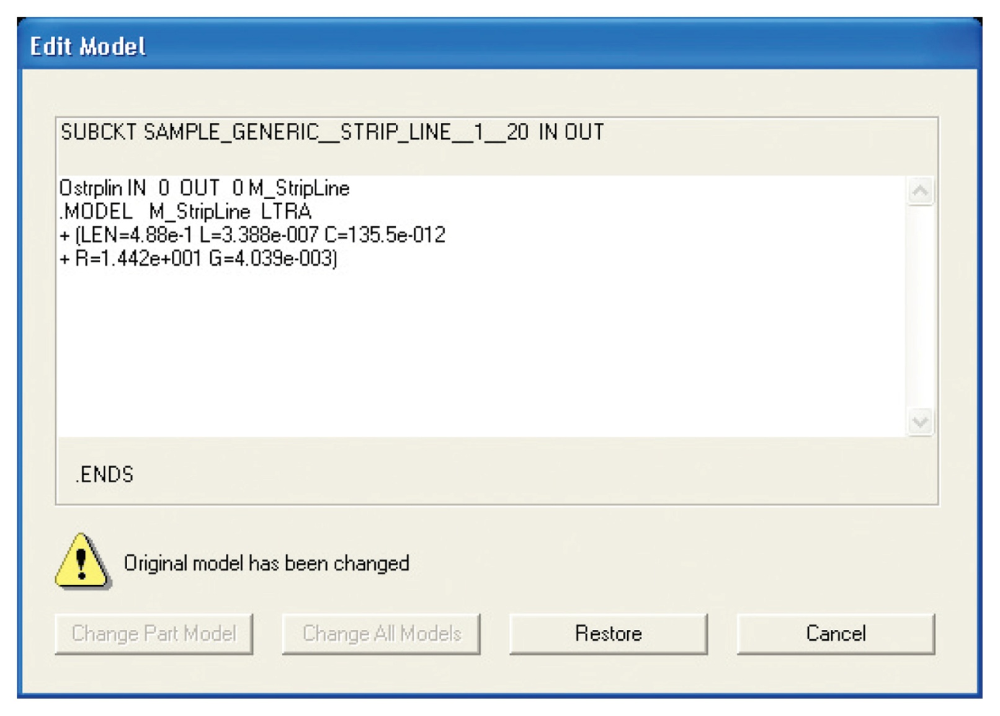 Edit Model
SUBCKT SAMPLE_GENERIC__STRIP_LINE__1__20 IN OUT
Ostrplin IN 0 OUT 0 M_StripLine
.MODEL M_StripLine LTRA
+ (LEN=4.88e-1 L=3.388e-007 C=135.5e-012
+ R=1.442e+001 G=4.039e-003)
.ENDS
Original model has been changed
Change Part Model Change All Models Restore Cancel